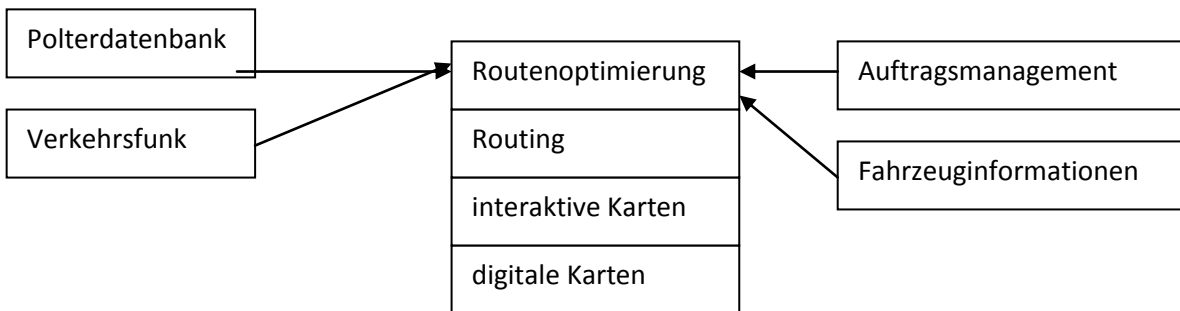 Polterdatenbank
Verkehrsfunk
Routenoptimierung
Routing
interaktive Karten
digitale Karten
Auftragsmanagement
Fahrzeuginformationen